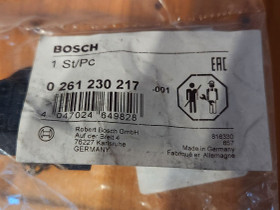 BOSCH
1 St/Pc
EAC
0 261 230 217
-001
4 047024 649828
Robert Bosch GmbH
Auf der Breit 4
76227 Karlsruhe
GERMANY
Made in Germany
Fabriqué en Allemagne